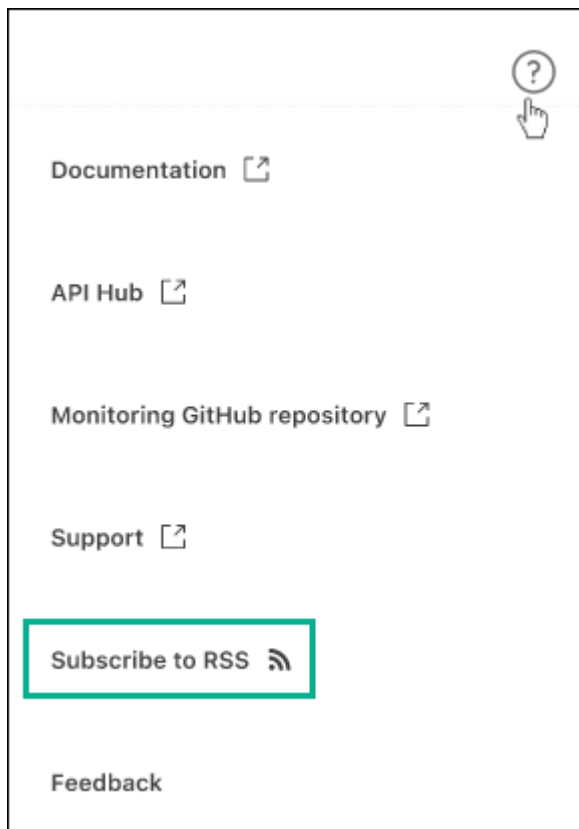 ?
Documentation
API Hub
Monitoring GitHub repository
Support
Subscribe to RSS
Feedback